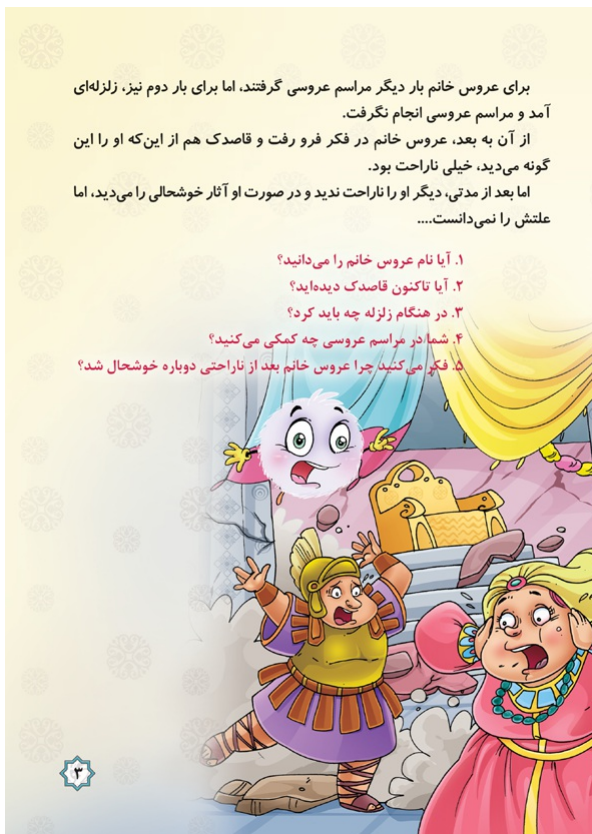 برای عروس خانم بار دیگر مراسم عروسی گرفتند، اما برای بار دوم نیز، زلزله‌ای
آمد و مراسم عروسی انجام نگرفت.
از آن به بعد، عروس خانم در فکر فرو رفت و قاصدک هم از این‌که او را این
گونه می‌دید، خیلی ناراحت بود.
اما بعد از مدتی، دیگر او را ناراحت ندید و در صورت او آثار خوشحالی را می‌دید، اما
علتش را نمی‌دانست....
۱. آیا نام عروس خانم را می‌دانید؟
۲. آیا تاکنون قاصدک دیده‌اید؟
۳. در هنگام زلزله چه باید کرد؟
۴. شما در مراسم عروسی چه کمکی می‌کنید؟
۵. فکر می‌کنید چرا عروس خانم بعد از ناراحتی دوباره خوشحال شد؟
۳